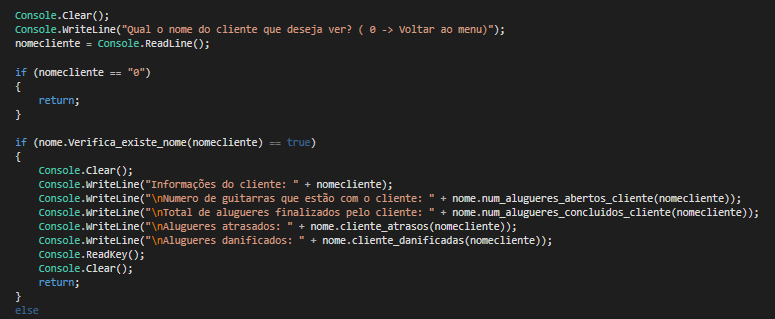 Console.Clear();
Console.WriteLine("Qual o nome do cliente que deseja ver? ( 0 -> Voltar ao menu)");
nomecliente = Console.ReadLine();
if (nomecliente == "0")
{
return;
}
if (nome.Verifica_existe_nome(nomecliente) == true)
{
Console.Clear();
Console.WriteLine("Informações do cliente: " + nomecliente);
Console.WriteLine("\nNumero de guitarras que estão com o cliente: " + nome.num_alugueres_abertos_cliente(nomecliente));
Console.WriteLine("\nTotal de alugueres finalizados pelo cliente: " + nome.num_alugueres_concluidos_cliente(nomecliente));
Console.WriteLine("\nAlugueres atrasados: " + nome.cliente_atrasos(nomecliente));
Console.WriteLine("\nAlugueres danificados: " + nome.cliente_danificadas(nomecliente));
Console.ReadKey();
Console.Clear();
return;
}
else